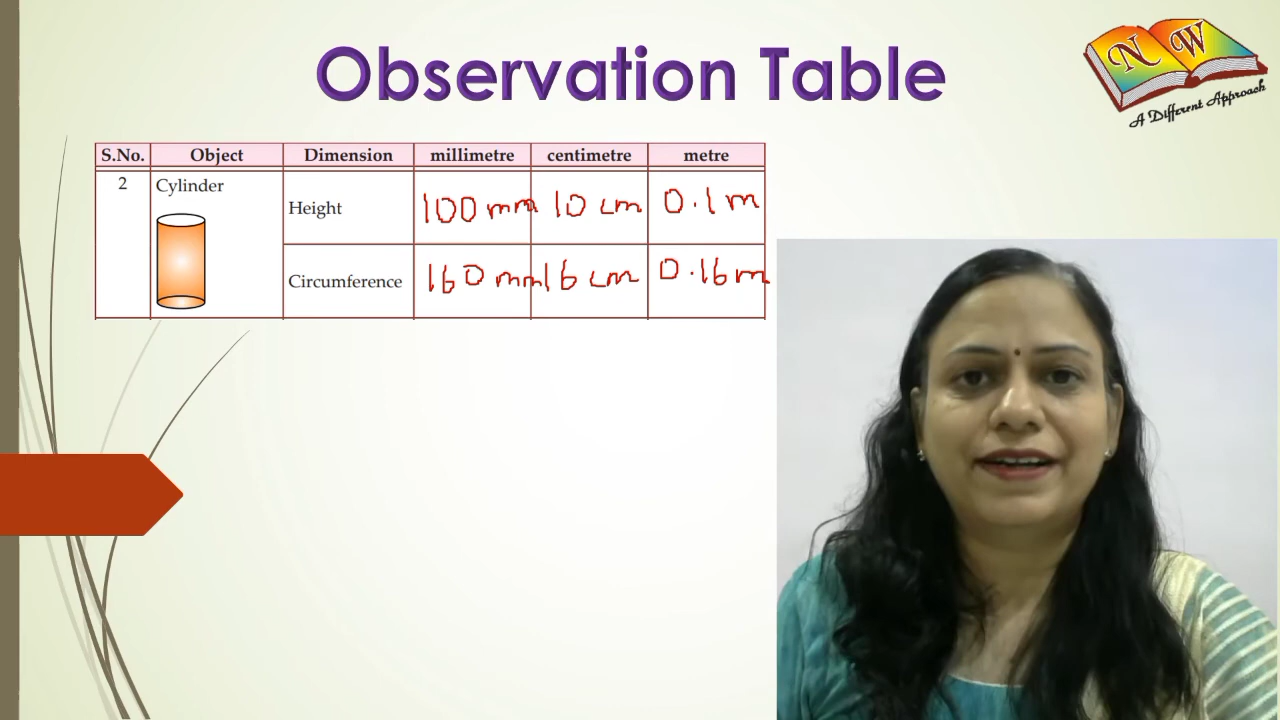 Observation Table
N W
A Different Approach
S.No. Object Dimension millimetre centimetre metre
2 Cylinder Height 100 mm 10 cm 0.1 m
Circumference 160 mm 16 cm 0.16 m